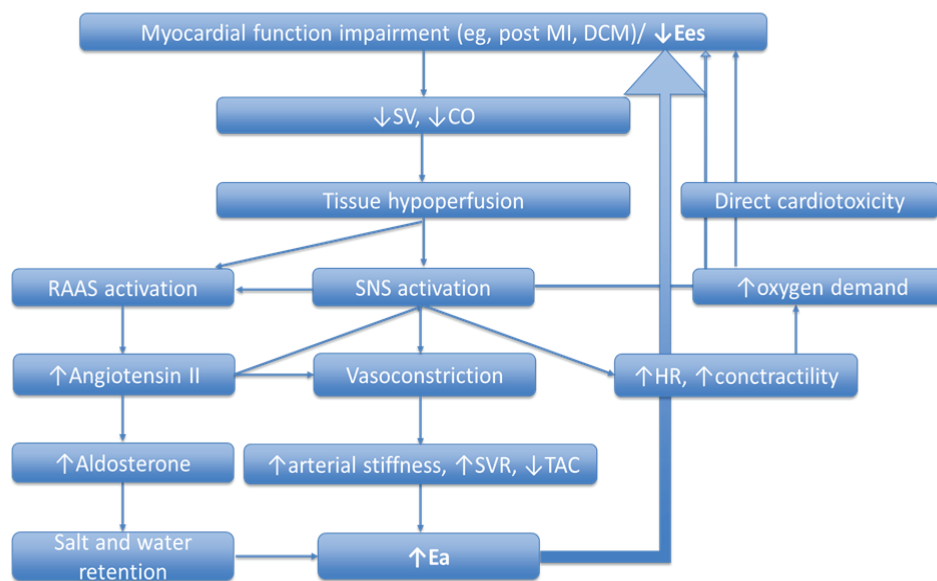 Myocardial function impairment (eg, post MI, DCM)/ ↓Ees
↓SV, ↓CO
Tissue hypoperfusion
Direct cardiotoxicity
RAAS activation
SNS activation
↑oxygen demand
↑Angiotensin II
Vasoconstriction
↑HR, ↑conctractility
↑Aldosterone
↑arterial stiffness, ↑SVR, ↓TAC
Salt and water
retention
↑Ea